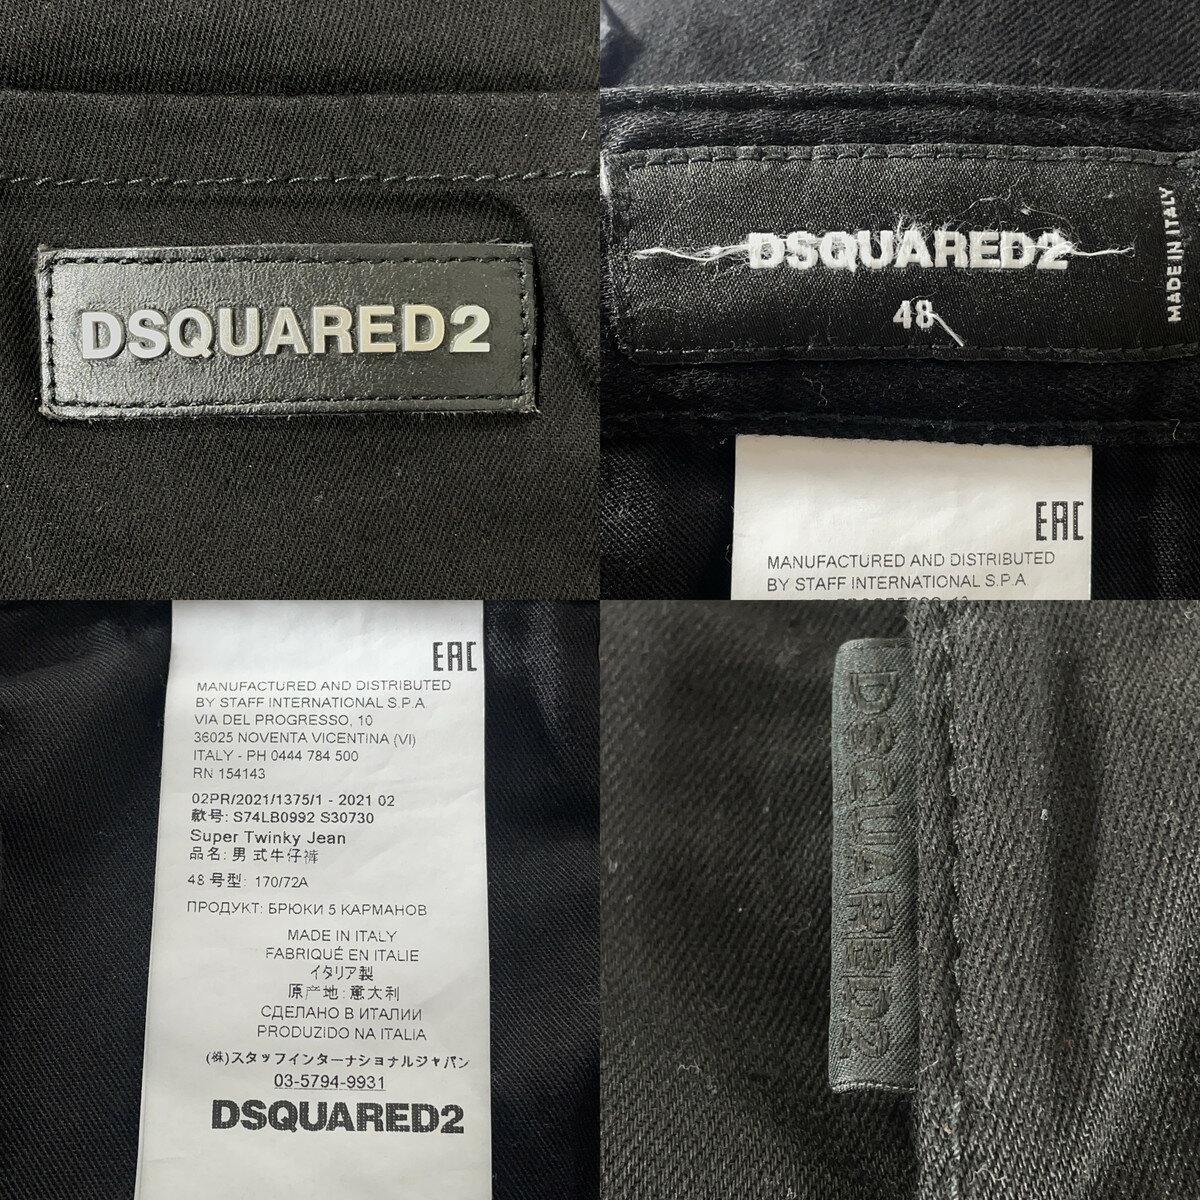 DSQUARED2
DSQUARED2
48
MADE IN ITALY
EAC
MANUFACTURED AND DISTRIBUTED
BY STAFF INTERNATIONAL S.P.A
EAC
MANUFACTURED AND DISTRIBUTED
BY STAFF INTERNATIONAL S.P.A
VIA DEL PROGRESSO, 10
36025 NOVENTA VICENTINA (VI)
ITALY - PH 0444 784 500
RN 154143
02PR/2021/1375/1 - 2021 02
款号: S74LB0992 S30730
Super Twinky Jean
品名: 男式牛仔裤
48 号型: 170/72A
ПРОДУКТ: БРЮКИ 5 КАРМАНОВ
MADE IN ITALY
FABRIQUÉ EN ITALIE
イタリア製
原产地: 意大利
СДЕЛАНО В ИТАЛИИ
PRODUZIDO NA ITALIA
(株)スタッフインターナショナルジャパン
03-5794-9931
DSQUARED2
DSQUARED2